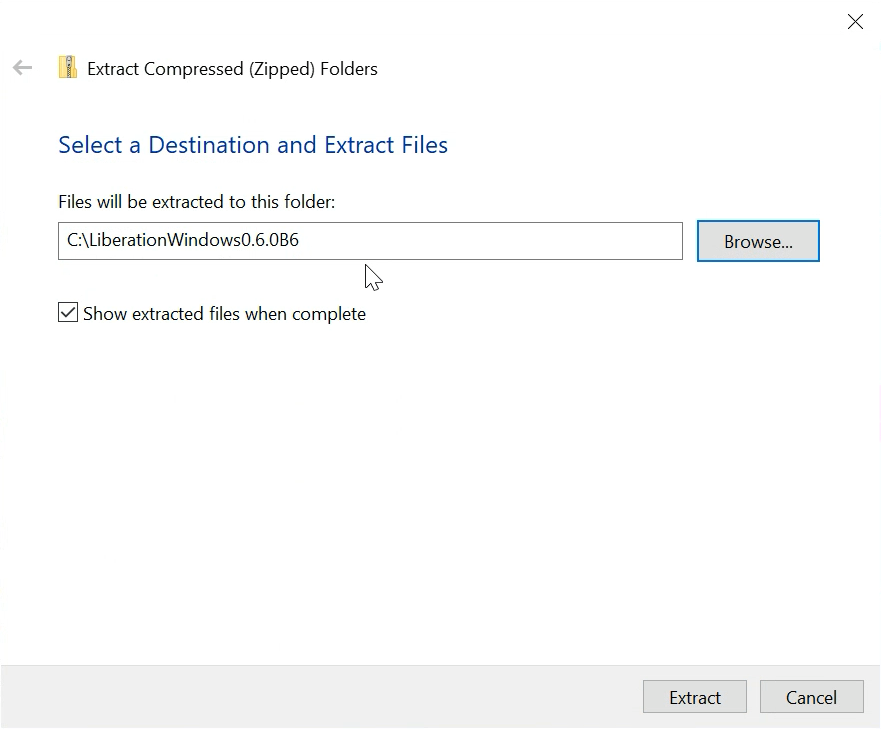 Extract Compressed (Zipped) Folders
Select a Destination and Extract Files
Files will be extracted to this folder:
C:\LiberationWindows0.6.0B6
Browse...
Show extracted files when complete
Extract
Cancel